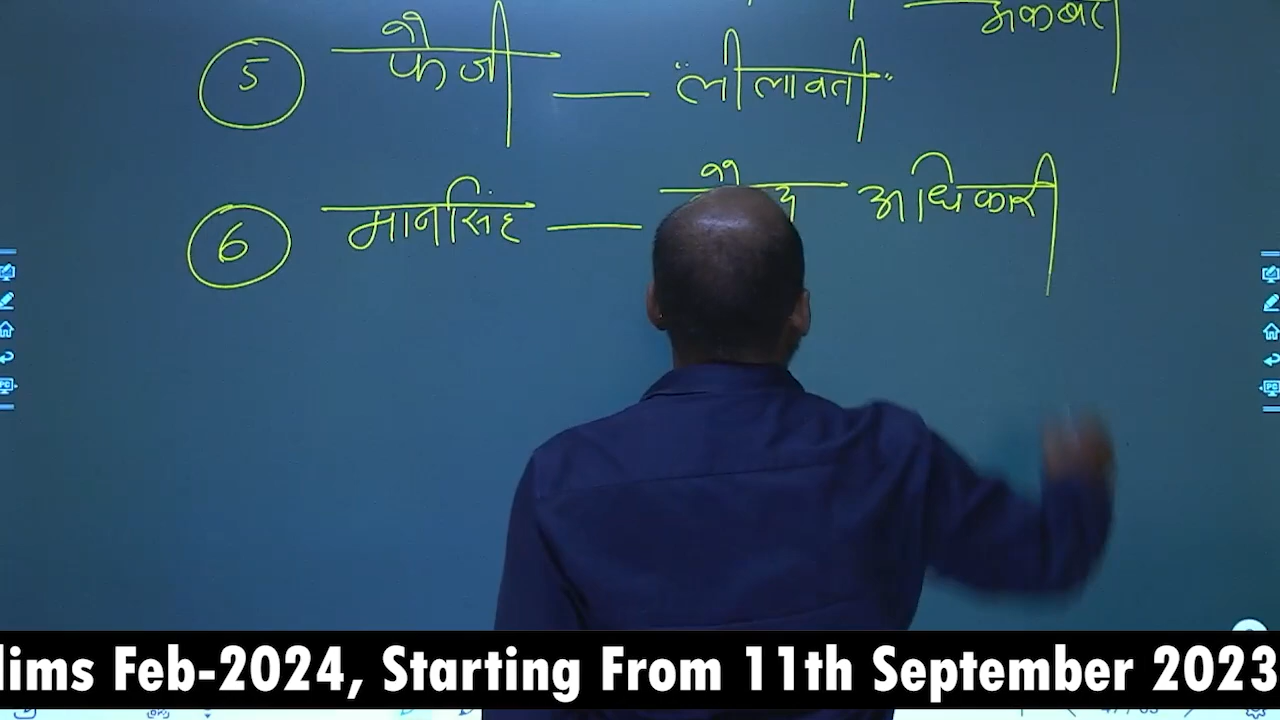 अकबर
5 फैजी — "लीलावती"
6 मानसिंह — अधिकारी
lims Feb-2024, Starting From 11th September 2023